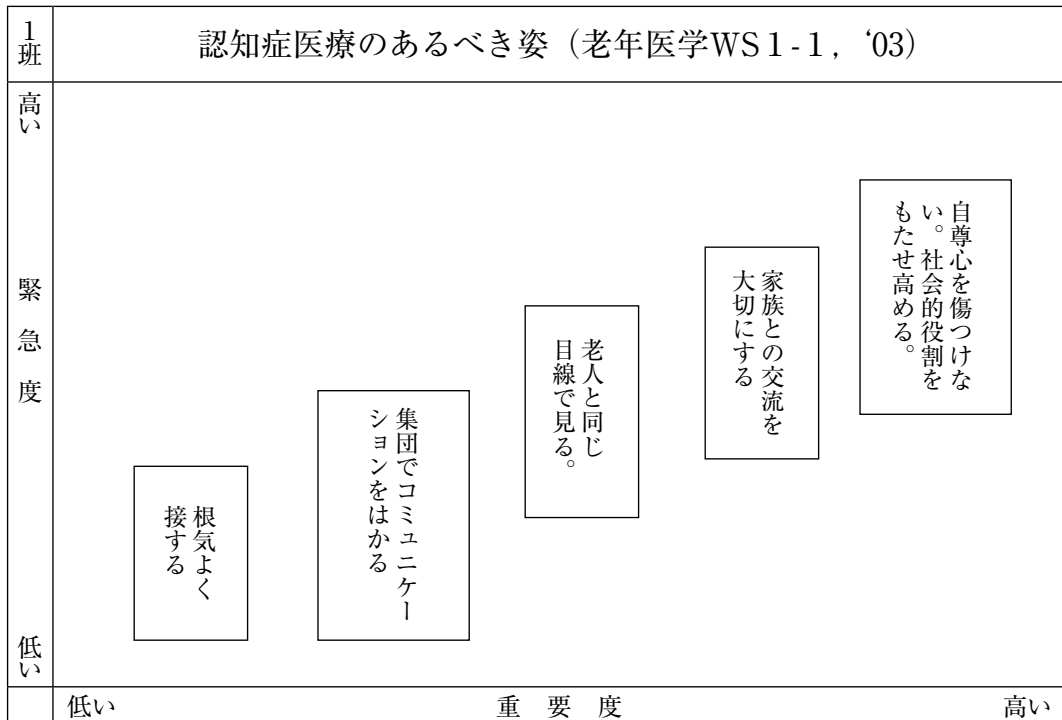 1班
認知症医療のあるべき姿（老年医学WS１-１，‘03）
高い
緊急度
低い
自尊心を傷つけな
い。社会的役割を
もたせ高める。
家族との交流を
大切にする
老人と同じ
目線で見る。
集団でコミュニケー
ションをはかる
根気よく
接する
低い
重要度
高い